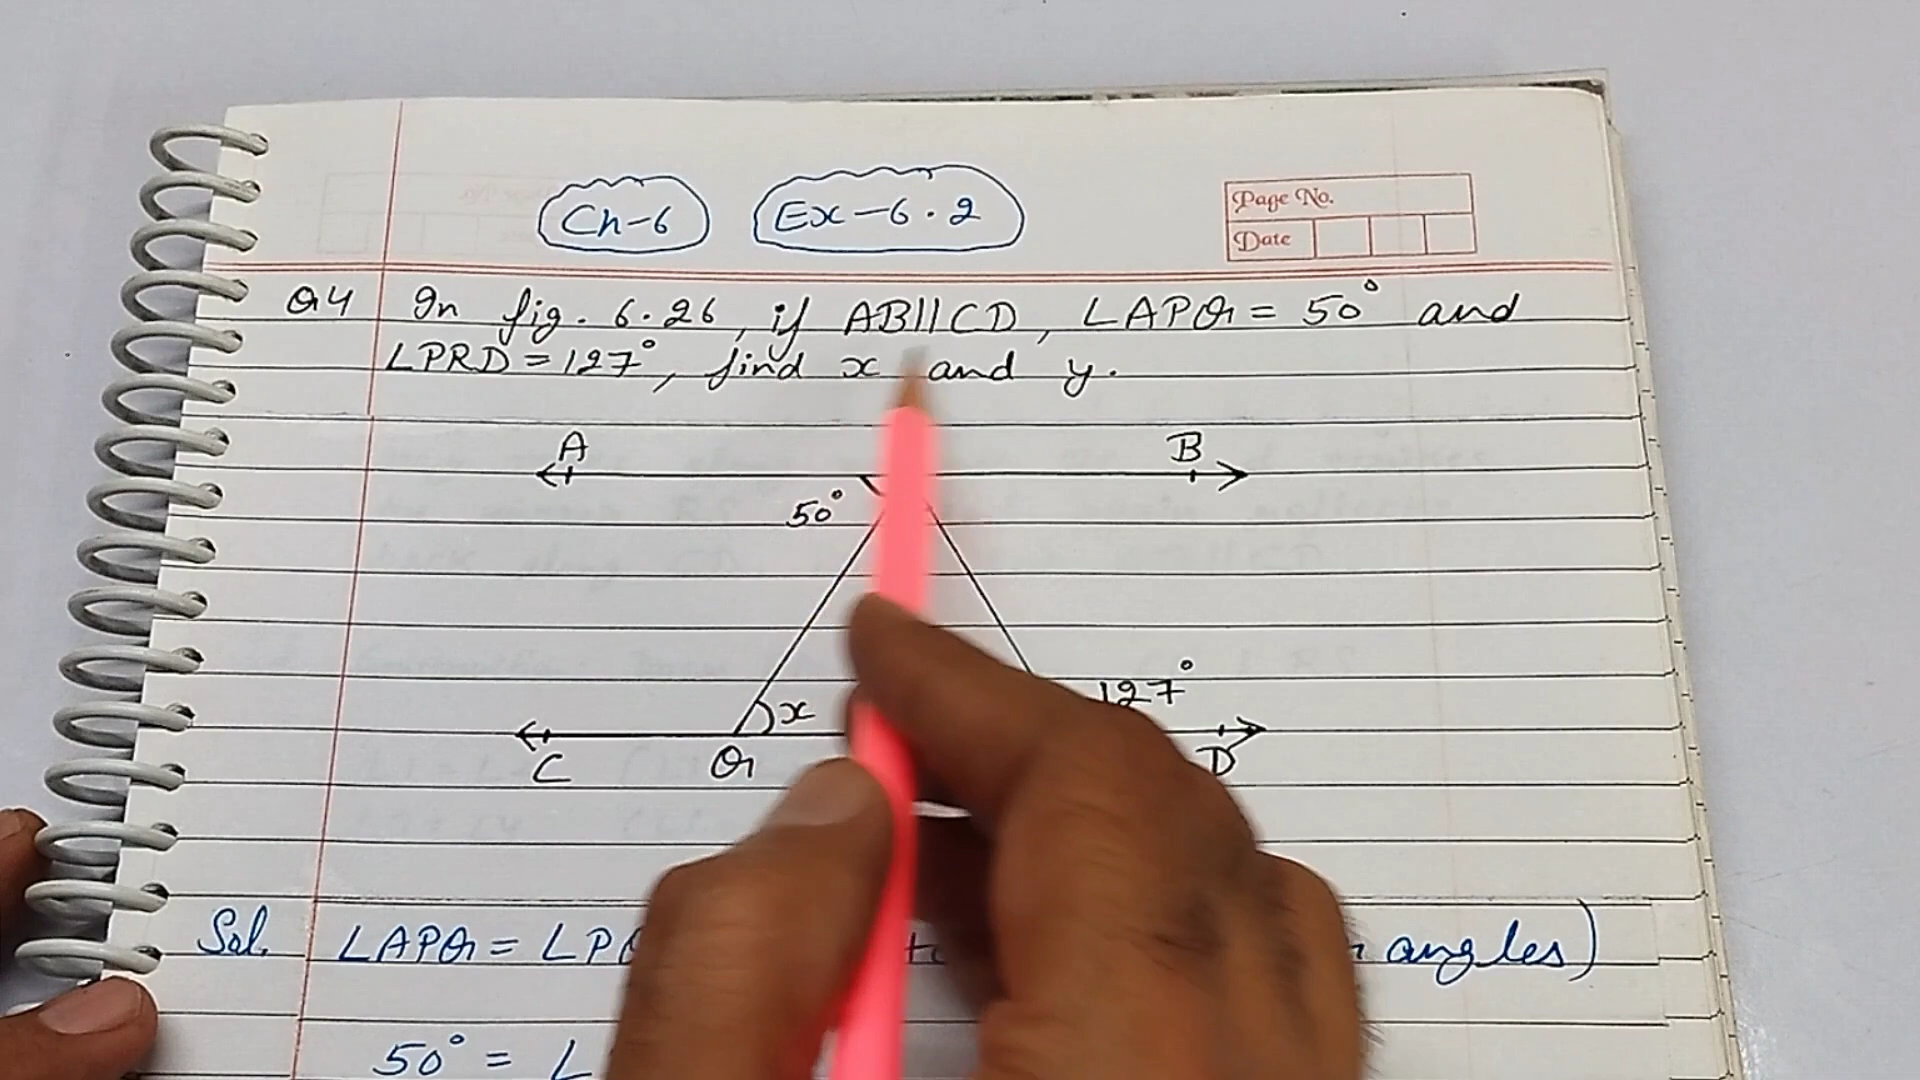 Ch-6
Ex-6.2
Page No.
Date
Q4 In fig. 6.26, if AB||CD, ∠APQ = 50° and
∠PRD = 127°, find x and y.
A
B
50°
x
127°
C
Q
D
Sol. ∠APQ = angles)
50° = ∠